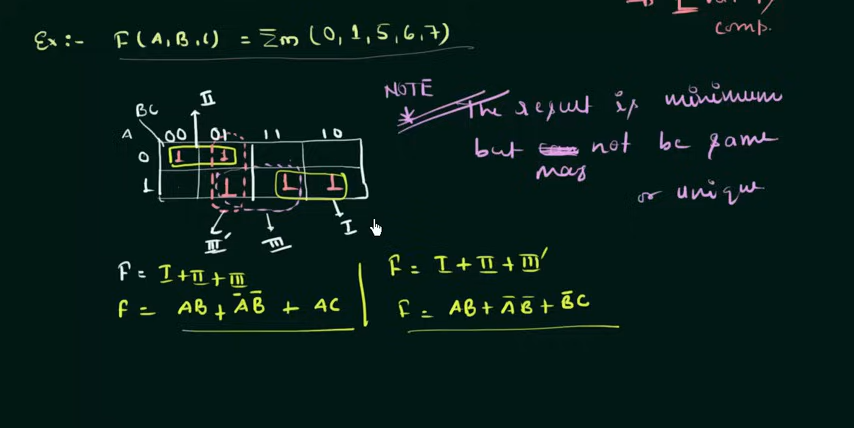 → I
comp.
Ex:- F(A,B,C) = Σm (0, 1, 5, 6, 7)
NOTE
* The result is minimum
but may not be same
or unique
II
BC
A 00 01 11 10
0 1 1
1 1 1 1
III' III I
F = I + II + III
F = AB + A̅B̅ + AC
F = I + II + III'
F = AB + A̅B̅ + B̅C